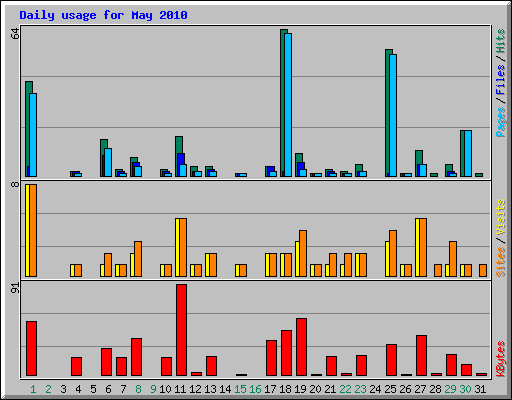 Daily usage for May 2010
64
Pages / Files / Hits
8
Sites / Visits
91
KBytes
1 2 3 4 5 6 7 8 9 10 11 12 13 14 15 16 17 18 19 20 21 22 23 24 25 26 27 28 29 30 31